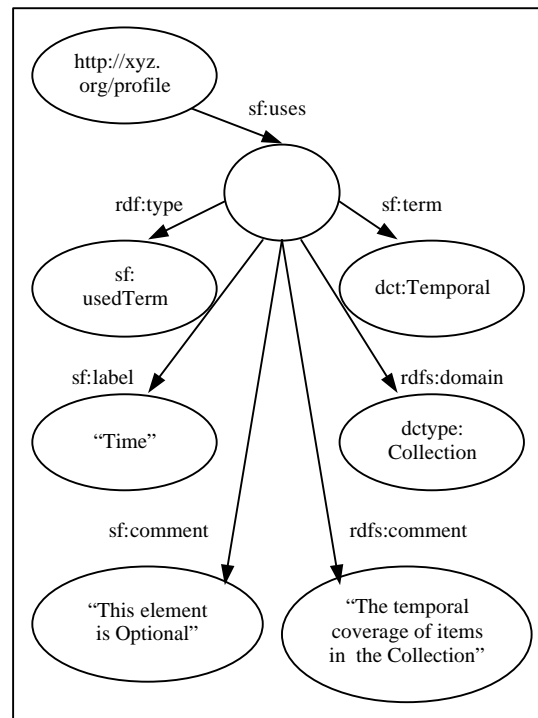 http://xyz.
org/profile
sf:uses
rdf:type
sf:term
sf:
usedTerm
dct:Temporal
sf:label
rdfs:domain
“Time”
dctype:
Collection
sf:comment
rdfs:comment
“This element
is Optional”
“The temporal
coverage of items
in the Collection”